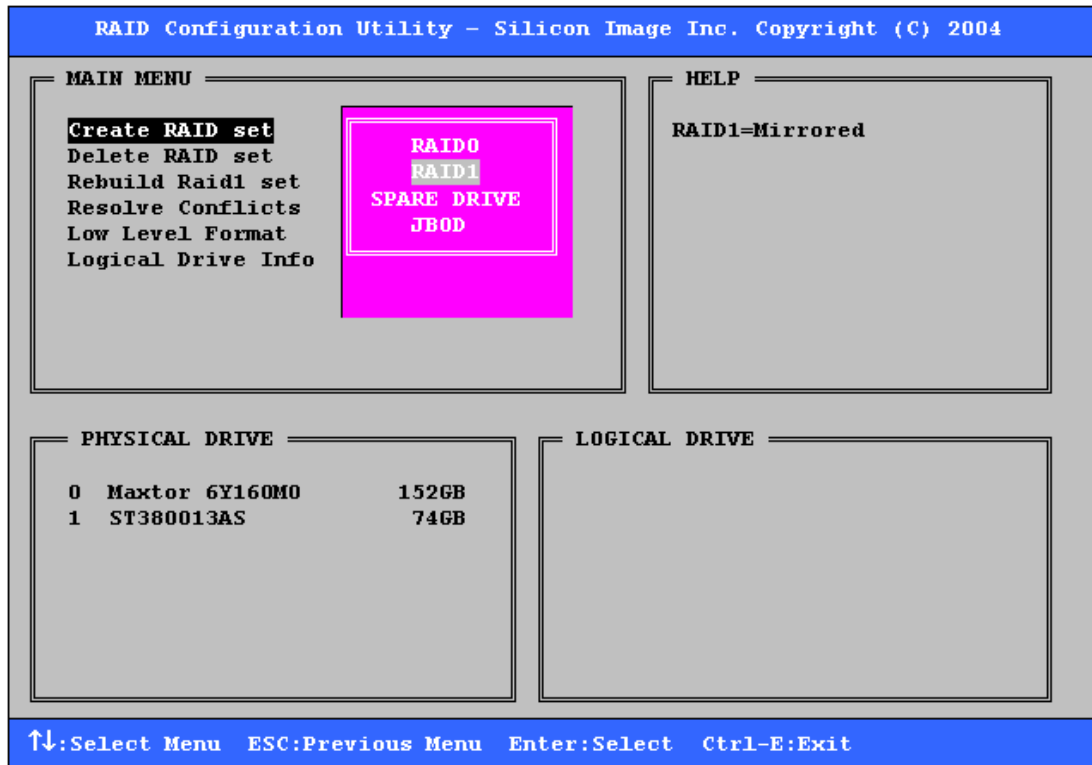 RAID Configuration Utility – Silicon Image Inc. Copyright (C) 2004
MAIN MENU
Create RAID set
Delete RAID set
Rebuild Raid1 set
Resolve Conflicts
Low Level Format
Logical Drive Info
RAID0
RAID1
SPARE DRIVE
JBOD
HELP
RAID1=Mirrored
PHYSICAL DRIVE
0 Maxtor 6Y160M0 152GB
1 ST380013AS 74GB
LOGICAL DRIVE
↑↓:Select Menu ESC:Previous Menu Enter:Select Ctrl-E:Exit